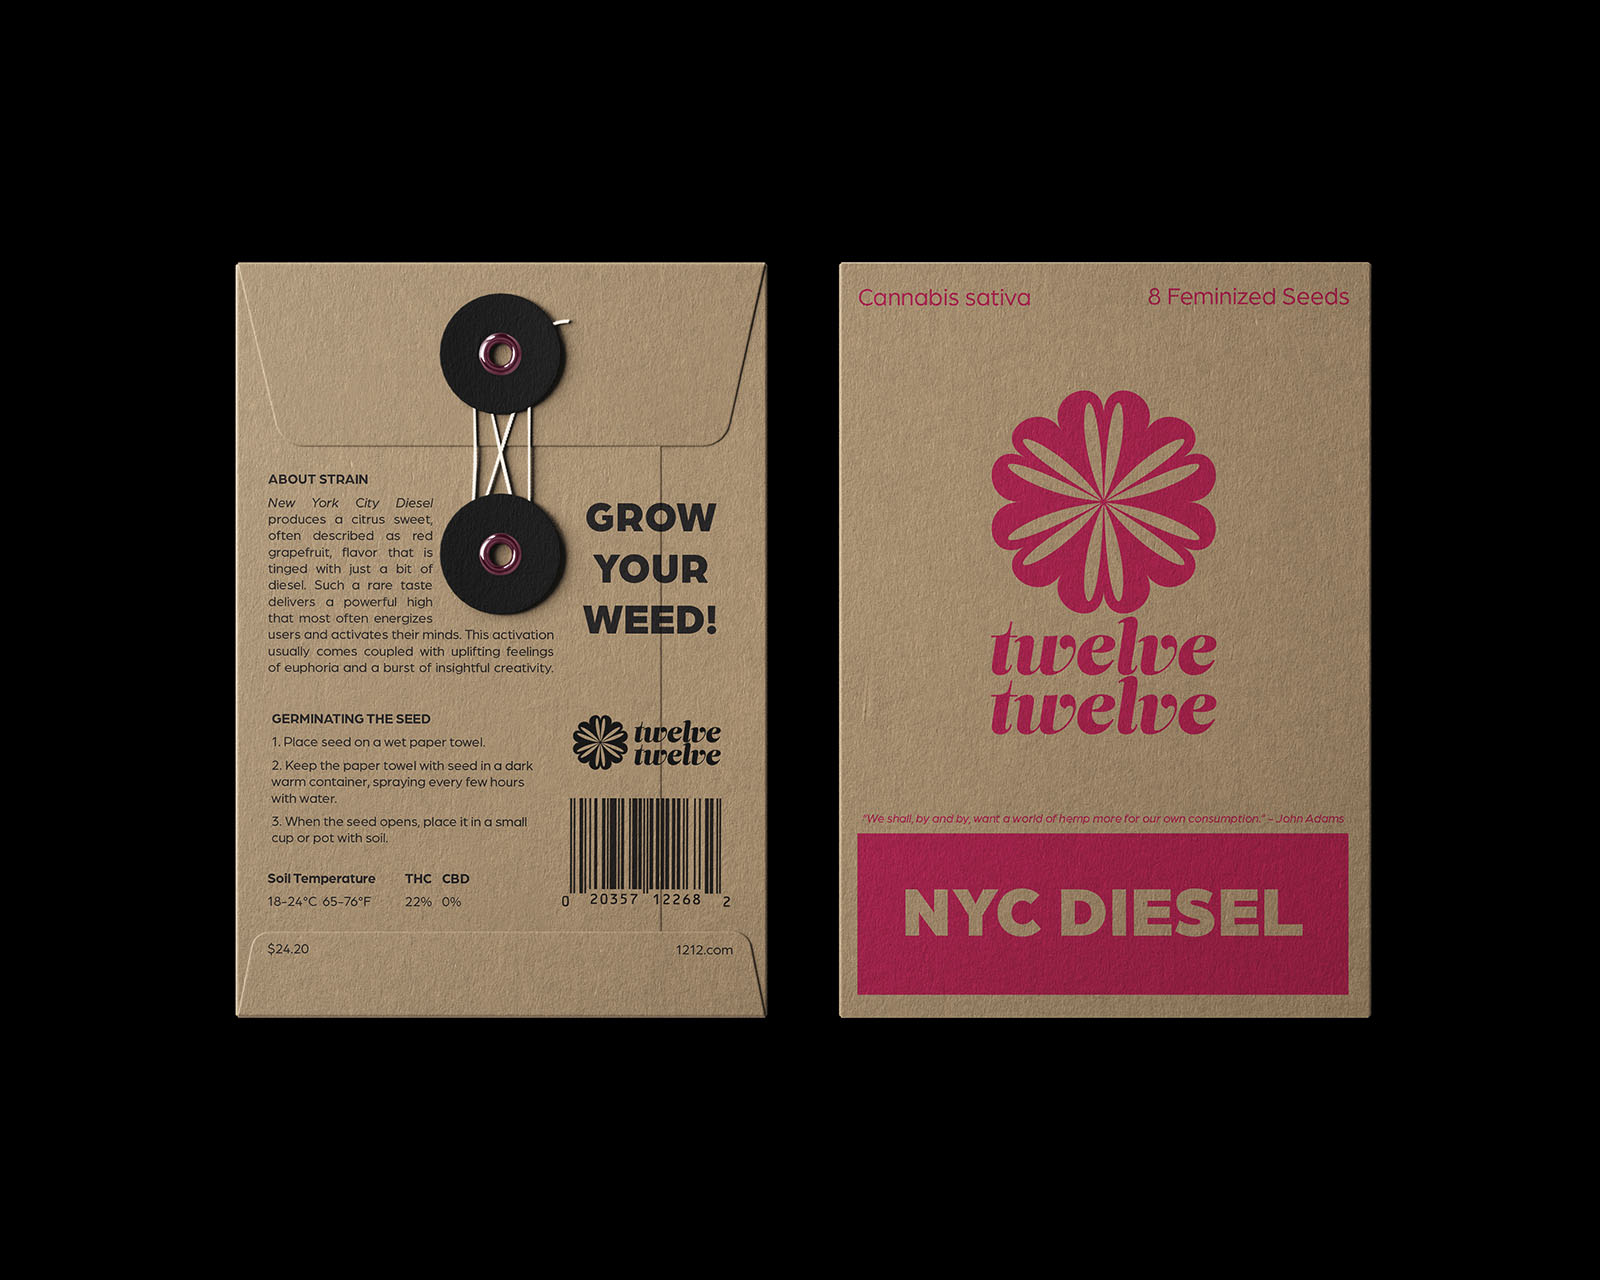 ABOUT STRAIN
New York City Diesel
produces a citrus sweet,
often described as red
grapefruit, flavor that is
tinged with just a bit of
diesel. Such a rare taste
delivers a powerful high
that most often energizes
users and activates their minds. This activation
usually comes coupled with uplifting feelings
of euphoria and a burst of insightful creativity.
GROW
YOUR
WEED!
GERMINATING THE SEED
1. Place seed on a wet paper towel.
2. Keep the paper towel with seed in a dark
warm container, spraying every few hours
with water.
3. When the seed opens, place it in a small
cup or pot with soil.
Soil Temperature THC CBD
18-24°C 65-76°F 22% 0%
twelve
twelve
0 20357 12268 2
$24.20
1212.com
Cannabis sativa
8 Feminized Seeds
twelve
twelve
"We shall, by and by, want a world of hemp more for our own consumption." - John Adams
NYC DIESEL